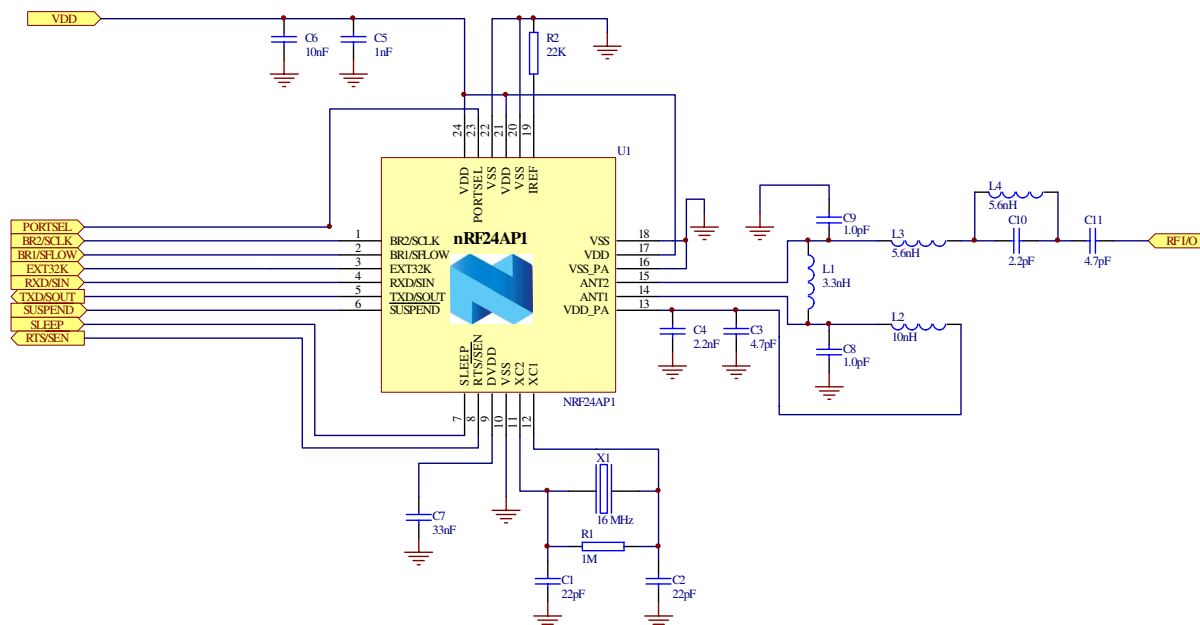 VDD
C6
10nF
C5
1nF
R2
22K
24
23
22
21
20
19
U1
VDD
PORTSEL
VSS
VDD
VSS
IREF
nRF24AP1
PORTSEL
BR2/SCLK
BR1/SFLOW
EXT32K
RXD/SIN
TXD/SOUT
SUSPEND
SLEEP
RTS/SEN
1
2
3
4
5
6
BR2/SCLK
BR1/SFLOW
EXT32K
RXD/SIN
TXD/SOUT
SUSPEND
VSS
VDD
VSS_PA
ANT2
ANT1
VDD_PA
18
17
16
15
14
13
SLEEP
RTS/SEN
DVDD
VSS
XC2
XC1
7
8
9
10
11
12
NRF24AP1
C9
1.0pF
L1
3.3nH
L3
5.6nH
L4
5.6nH
C10
2.2pF
C11
4.7pF
RF I/O
C4
2.2nF
C3
4.7pF
L2
10nH
C8
1.0pF
C7
33nF
X1
16 MHz
R1
1M
C1
22pF
C2
22pF